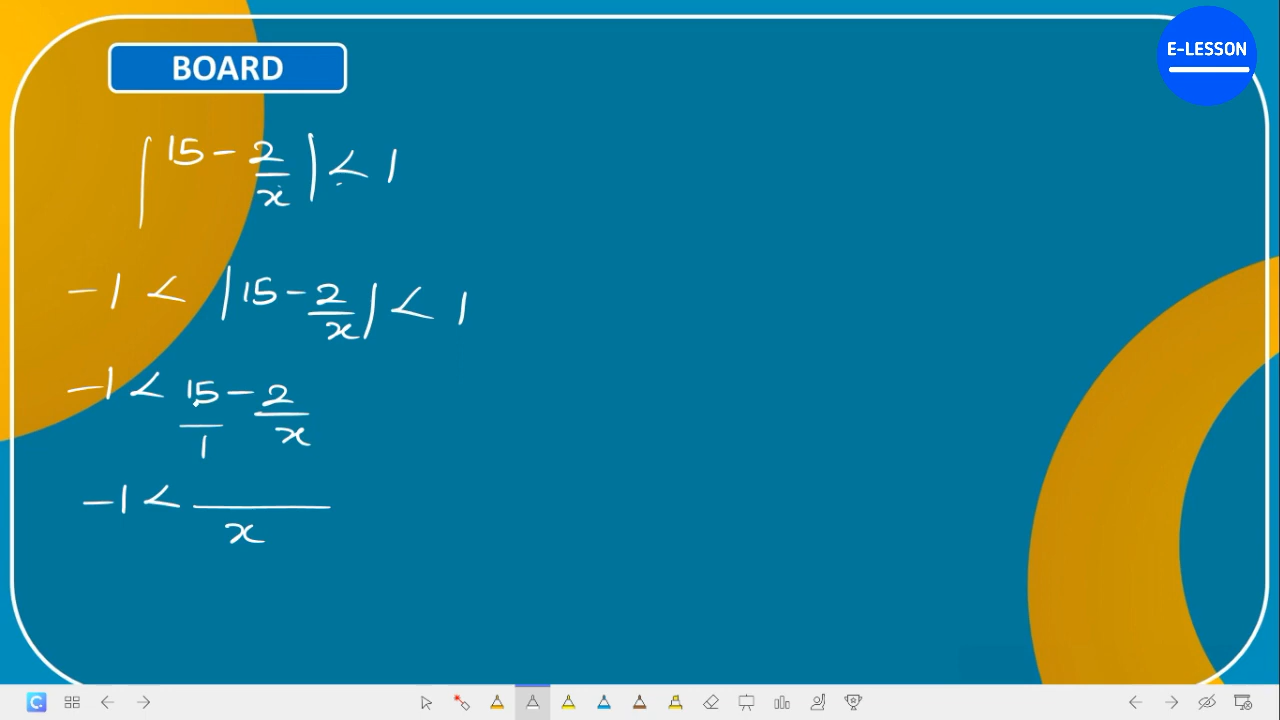 E-LESSON
BOARD
| 15 - 2/x | < 1
-1 < | 15 - 2/x | < 1
-1 < 15/1 - 2/x
-1 < /x